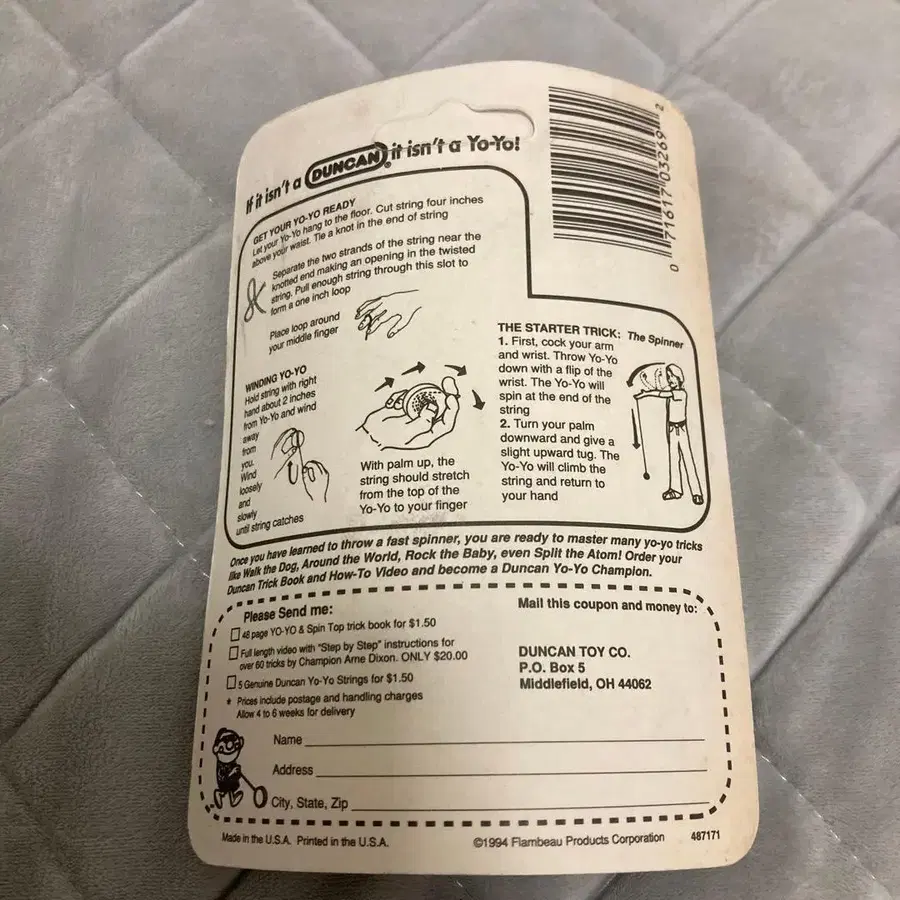 If it isn't a DUNCAN® it isn't a Yo-Yo!
0 71617 03269 2
GET YOUR YO-YO READY
Let your Yo-Yo hang to the floor. Cut string four inches
above your waist. Tie a knot in the end of string
Separate the two strands of the string near the
knotted end making an opening in the twisted
string. Pull enough string through this slot to
form a one inch loop
Place loop around
your middle finger
WINDING YO-YO
Hold string with right
hand about 2 inches
from Yo-Yo and wind
away
from
you.
Wind
loosely
and
slowly
until string catches
With palm up, the
string should stretch
from the top of the
Yo-Yo to your finger
THE STARTER TRICK: The Spinner
1. First, cock your arm
and wrist. Throw Yo-Yo
down with a flip of the
wrist. The Yo-Yo will
spin at the end of the
string
2. Turn your palm
downward and give a
slight upward tug. The
Yo-Yo will climb the
string and return to
your hand
Once you have learned to throw a fast spinner, you are ready to master many yo-yo tricks
like Walk the Dog, Around the World, Rock the Baby, even Split the Atom! Order your
Duncan Trick Book and How-To Video and become a Duncan Yo-Yo Champion.
Please Send me:
48 page YO-YO & Spin Top trick book for $1.50
Full length video with "Step by Step" instructions for
over 60 tricks by Champion Arne Dixon. ONLY $20.00
5 Genuine Duncan Yo-Yo Strings for $1.50
* Prices include postage and handling charges
Allow 4 to 6 weeks for delivery
Mail this coupon and money to:
DUNCAN TOY CO.
P.O. Box 5
Middlefield, OH 44062
Name
Address
City, State, Zip
Made in the U.S.A. Printed in the U.S.A.
©1994 Flambeau Products Corporation
487171